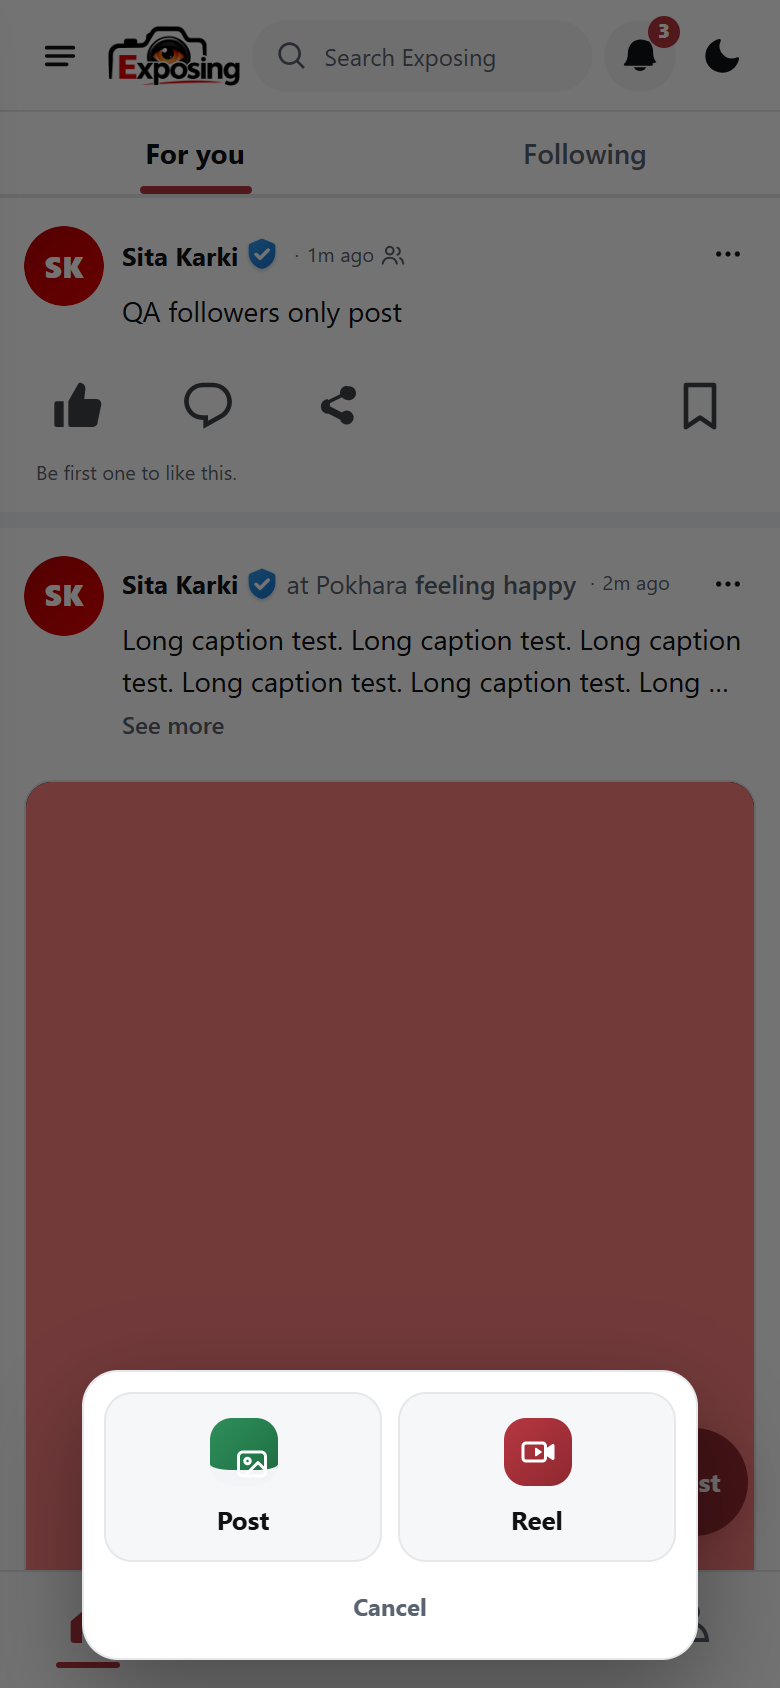 Exposing
Search Exposing
3
For you
Following
SK
Sita Karki · 1m ago
QA followers only post
Be first one to like this.
SK
Sita Karki at Pokhara feeling happy · 2m ago
Long caption test. Long caption test. Long caption
test. Long caption test. Long caption test. Long ...
See more
Post
Reel
st
Cancel